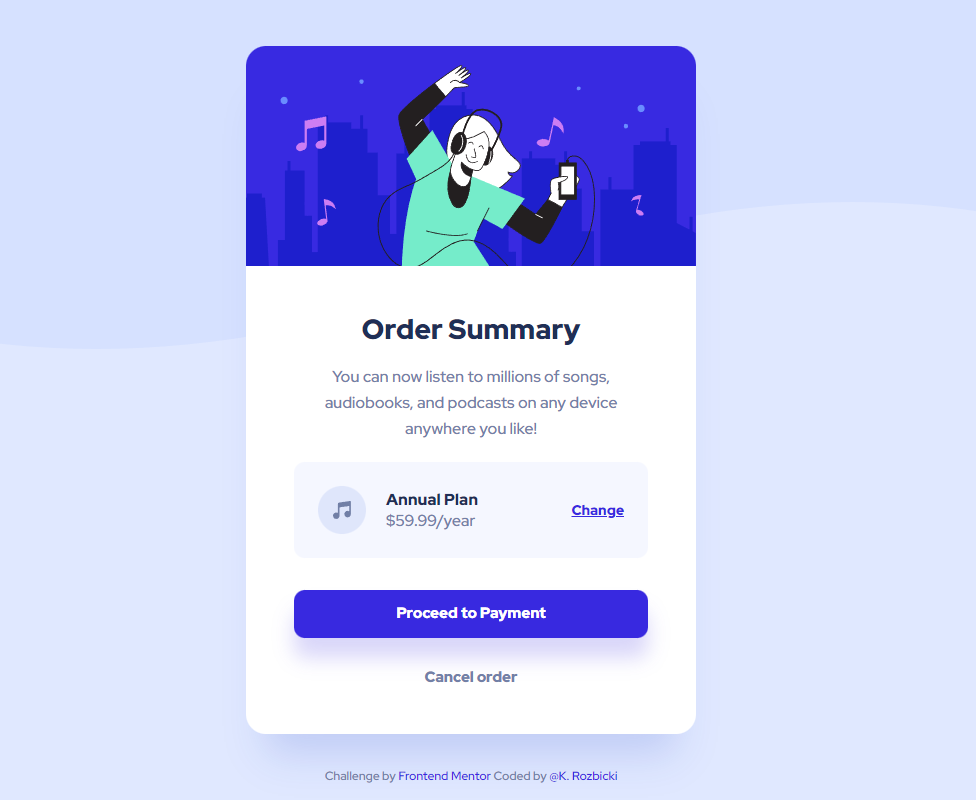 Order Summary
You can now listen to millions of songs,
audiobooks, and podcasts on any device
anywhere you like!
Annual Plan
$59.99/year
Change
Proceed to Payment
Cancel order
Challenge by Frontend Mentor Coded by @K. Rozbicki